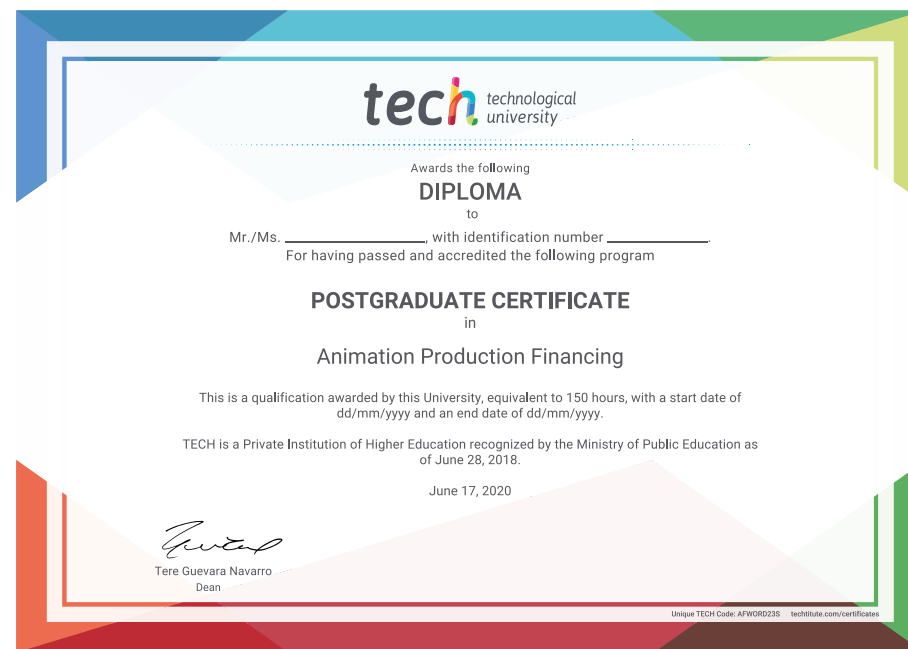 tech technological
university
Awards the following
DIPLOMA
to
Mr./Ms. ____________________, with identification number ______________.
For having passed and accredited the following program
POSTGRADUATE CERTIFICATE
in
Animation Production Financing
This is a qualification awarded by this University, equivalent to 150 hours, with a start date of
dd/mm/yyyy and an end date of dd/mm/yyyy.
TECH is a Private Institution of Higher Education recognized by the Ministry of Public Education as
of June 28, 2018.
June 17, 2020
Tere Guevara Navarro
Dean
Unique TECH Code: AFWORD23S techtitute.com/certificates